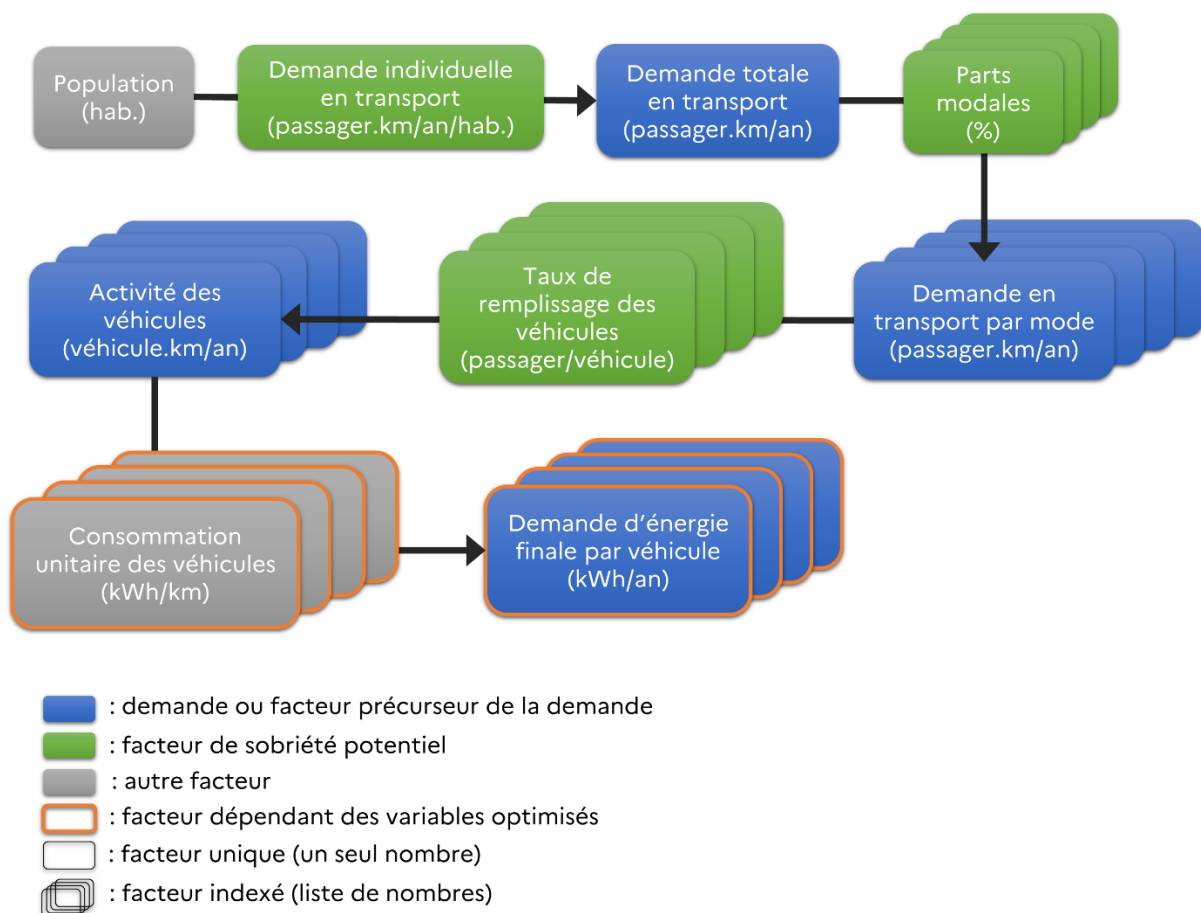 Population
(hab.)
Demande individuelle
en transport
(passager.km/an/hab.)
Demande totale
en transport
(passager.km/an)
Parts
modales
(%)
Activité des
véhicules
(véhicule.km/an)
Taux de
remplissage des
véhicules
(passager/véhicule)
Demande en
transport par mode
(passager.km/an)
Consommation
unitaire des véhicules
(kWh/km)
Demande d’énergie
finale par véhicule
(kWh/an)
: demande ou facteur précurseur de la demande
: facteur de sobriété potentiel
: autre facteur
: facteur dépendant des variables optimisés
: facteur unique (un seul nombre)
: facteur indexé (liste de nombres)